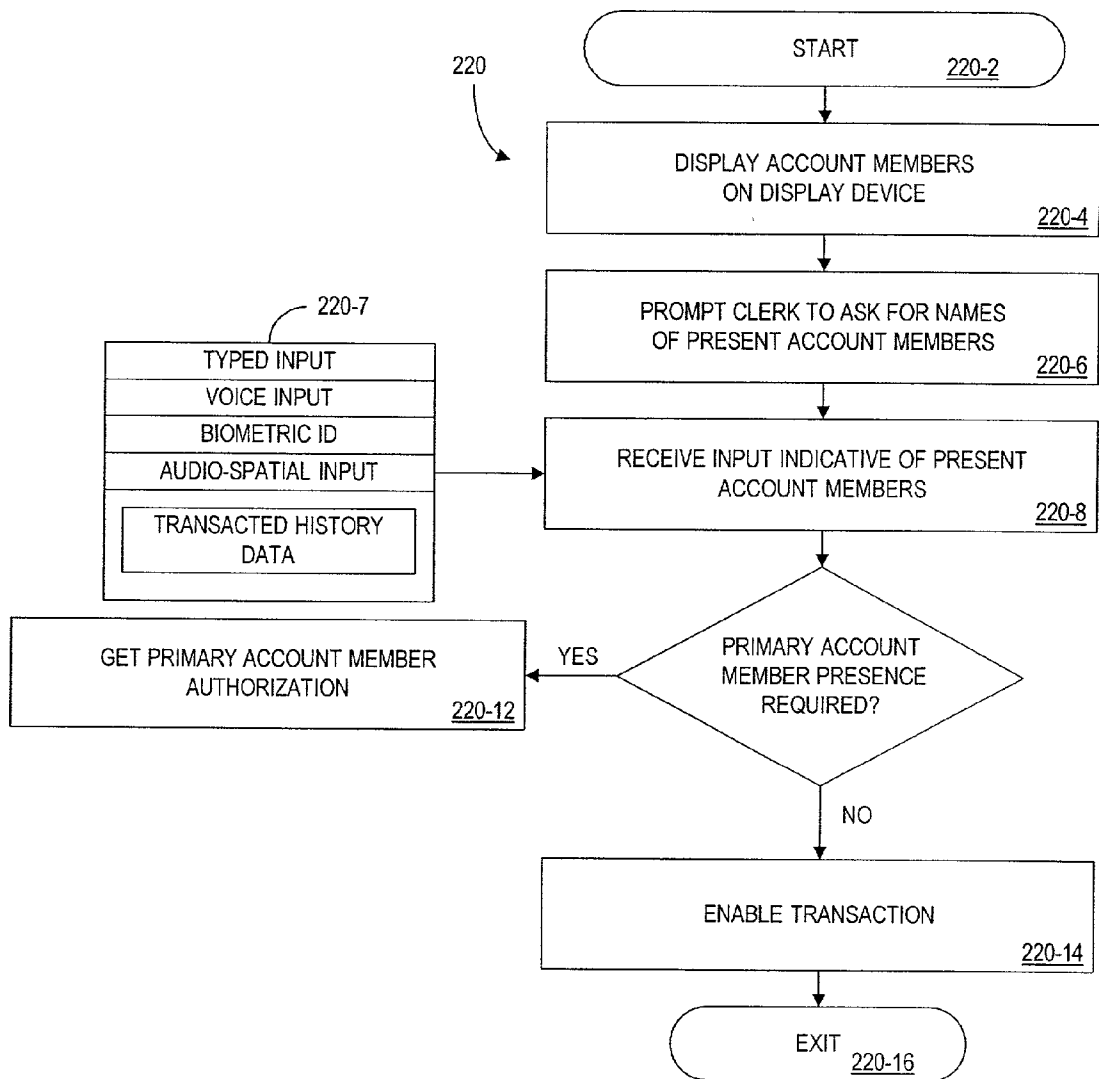 START
220-2
220
DISPLAY ACCOUNT MEMBERS
ON DISPLAY DEVICE
220-4
PROMPT CLERK TO ASK FOR NAMES
OF PRESENT ACCOUNT MEMBERS
220-6
220-7
TYPED INPUT
VOICE INPUT
BIOMETRIC ID
AUDIO-SPATIAL INPUT
TRANSACTED HISTORY
DATA
RECEIVE INPUT INDICATIVE OF PRESENT
ACCOUNT MEMBERS
220-8
PRIMARY ACCOUNT
MEMBER PRESENCE
REQUIRED?
YES
GET PRIMARY ACCOUNT MEMBER
AUTHORIZATION
220-12
NO
ENABLE TRANSACTION
220-14
EXIT
220-16